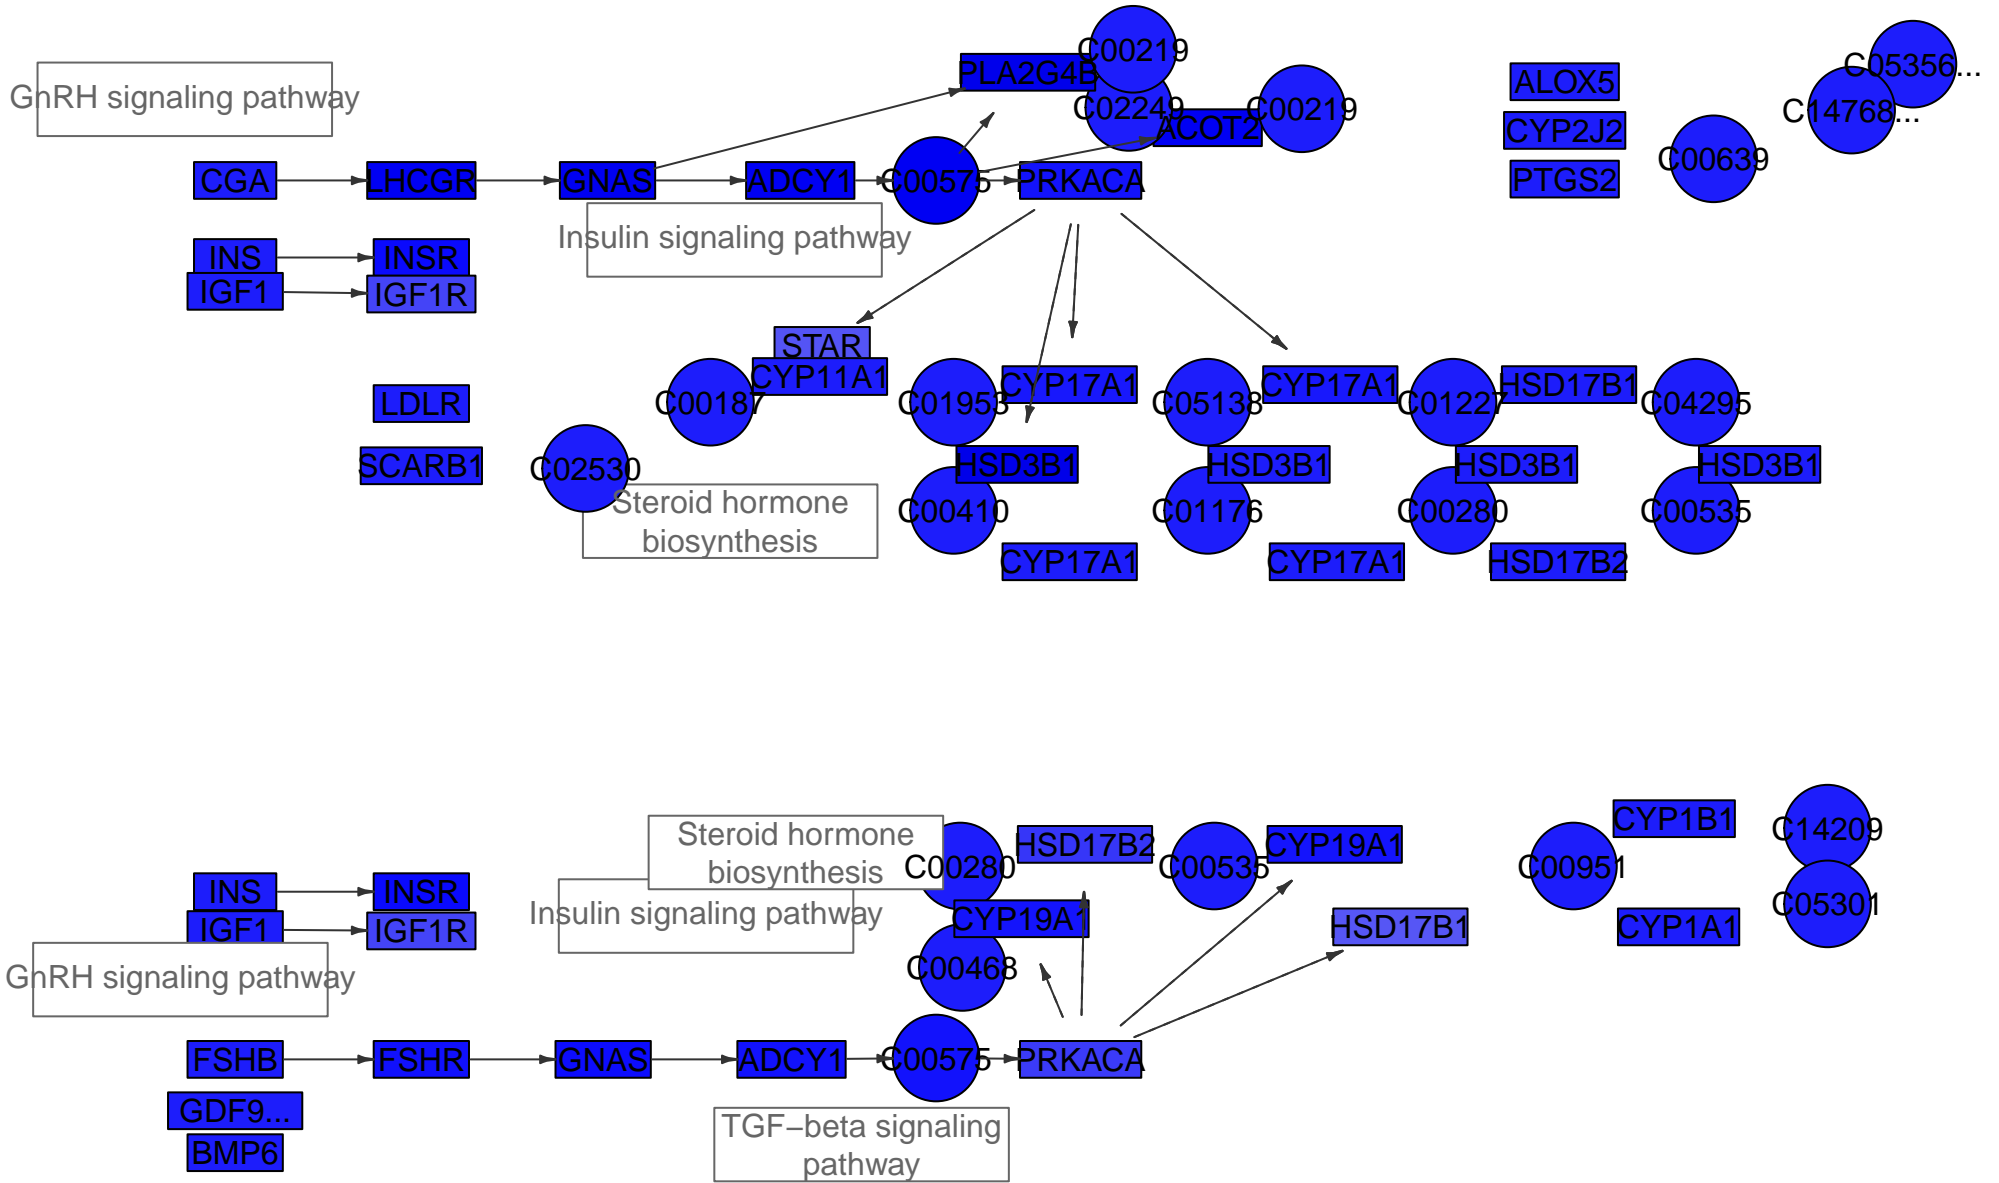 C00219
C05356...
PLA2G4B
ALOX5
GnRH signaling pathway
C02249
C00219
C14768...
ACOT2
CYP2J2
C00639
CGA
LHCGR
GNAS
ADCY1
C00575
PRKACA
PTGS2
Insulin signaling pathway
INS
INSR
IGF1
IGF1R
STAR
CYP11A1
CYP17A1
CYP17A1
HSD17B1
C00187
C01953
C05138
C01227
C04295
LDLR
SCARB1
C02530
HSD3B1
HSD3B1
HSD3B1
HSD3B1
Steroid hormone
biosynthesis
C00410
C01176
C00280
C00535
CYP17A1
CYP17A1
HSD17B2
Steroid hormone
biosynthesis
C00280
HSD17B2
C00535
CYP19A1
CYP1B1
C14209
C00951
INS
INSR
Insulin signaling pathway
CYP19A1
C05301
IGF1
IGF1R
HSD17B1
CYP1A1
GnRH signaling pathway
C00468
FSHB
FSHR
GNAS
ADCY1
C00575
PRKACA
GDF9...
BMP6
TGF−beta signaling
pathway